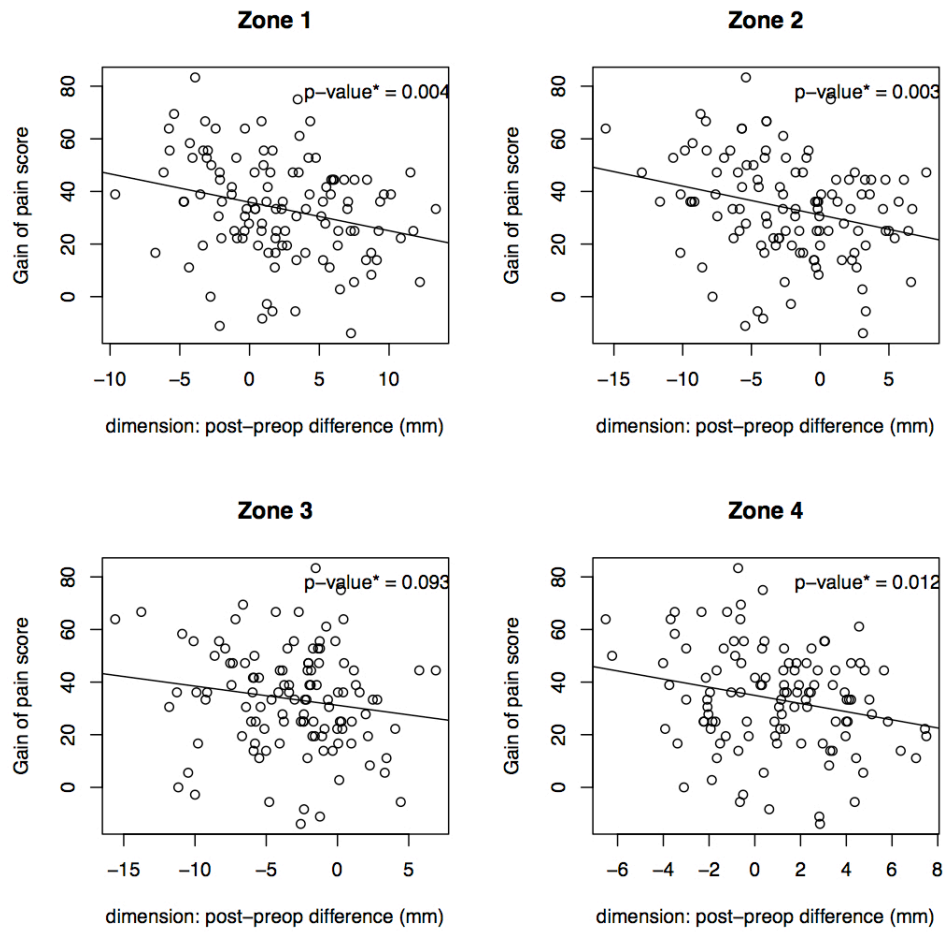 Zone 1
Gain of pain score
80
60
40
20
0
p−value* = 0.004
−10 −5 0 5 10
dimension: post−preop difference (mm)
Zone 2
Gain of pain score
80
60
40
20
0
p−value* = 0.003
−15 −10 −5 0 5
dimension: post−preop difference (mm)
Zone 3
Gain of pain score
80
60
40
20
0
p−value* = 0.093
−15 −10 −5 0 5
dimension: post−preop difference (mm)
Zone 4
Gain of pain score
80
60
40
20
0
p−value* = 0.012
−6 −4 −2 0 2 4 6 8
dimension: post−preop difference (mm)